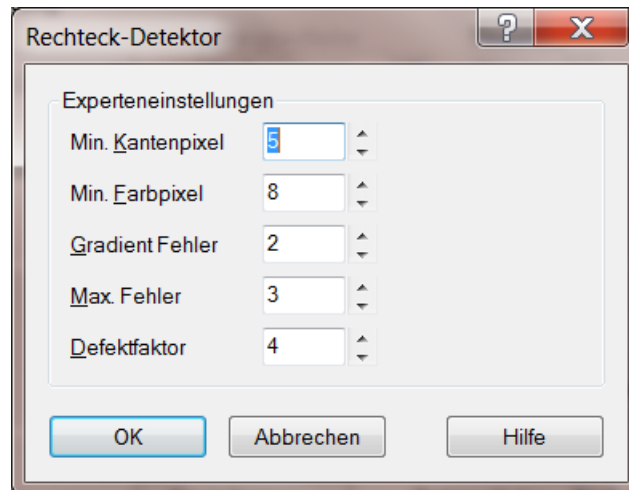 Rechteck-Detektor
Experteneinstellungen
Min. Kantenpixel 5
Min. Farbpixel 8
Gradient Fehler 2
Max. Fehler 3
Defektfaktor 4
OK Abbrechen Hilfe